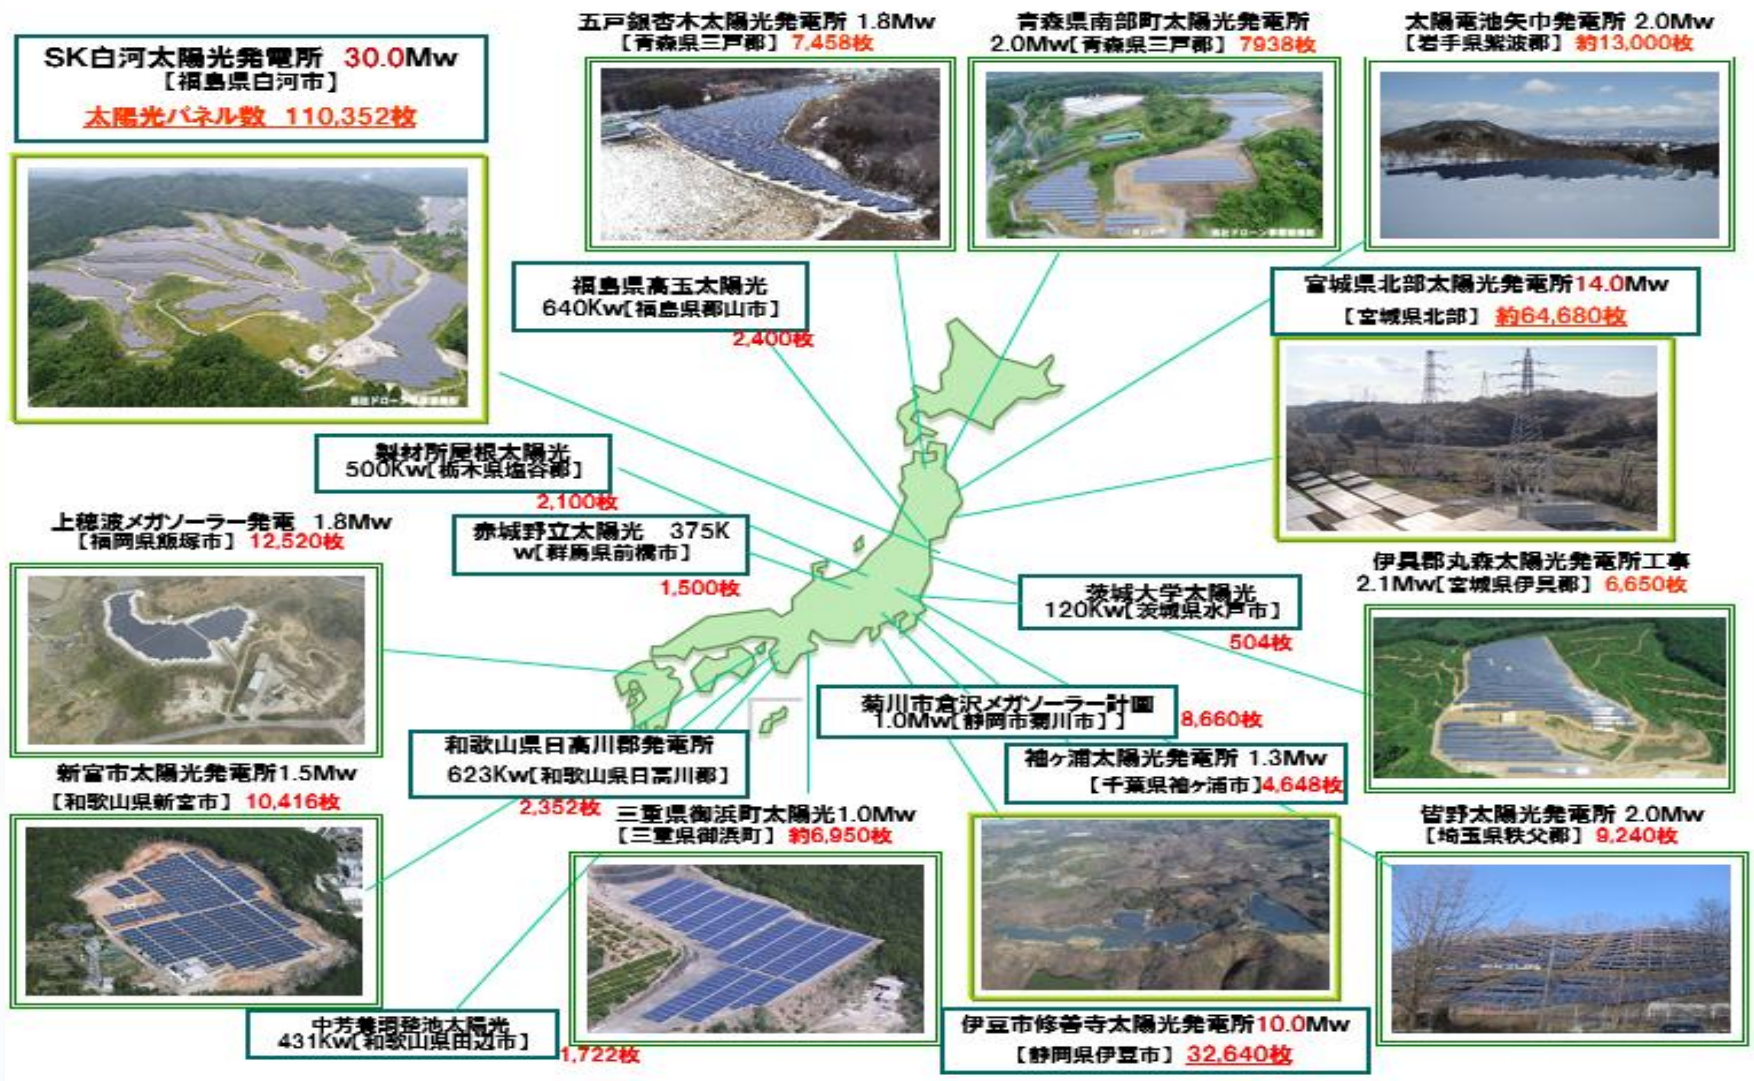 SK白河太陽光発電所 30.0Mw
【福島県白河市】
太陽光パネル数 110,352枚
五戸銀杏木太陽光発電所 1.8Mw
【青森県三戸郡】 7,458枚
青森県南部町太陽光発電所
2.0Mw【青森県三戸郡】 7938枚
太陽電池矢巾発電所 2.0Mw
【岩手県紫波郡】 約13,000枚
福島県高玉太陽光
640Kw【福島県郡山市】
2,400枚
宮城県北部太陽光発電所14.0Mw
【宮城県北部】 約64,680枚
製材所屋根太陽光
500Kw【栃木県塩谷郡】
2,100枚
上穂波メガソーラー発電 1.8Mw
【福岡県飯塚市】 12,520枚
赤城野立太陽光 375K
w【群馬県前橋市】
1,500枚
伊具郡丸森太陽光発電所工事
2.1Mw【宮城県伊具郡】 6,650枚
茨城大学太陽光
120Kw【茨城県水戸市】
504枚
菊川市倉沢メガソーラー計画
1.0Mw【静岡市菊川市】】
8,660枚
和歌山県日高川郡発電所
623Kw【和歌山県日高川郡】
2,352枚
袖ヶ浦太陽光発電所 1.3Mw
【千葉県袖ヶ浦市】4,648枚
新宮市太陽光発電所1.5Mw
【和歌山県新宮市】 10,416枚
三重県御浜町太陽光1.0Mw
【三重県御浜町】 約6,950枚
皆野太陽光発電所 2.0Mw
【埼玉県秩父郡】 9,240枚
中芳養調整池太陽光
431Kw【和歌山県田辺市】
1,722枚
伊豆市修善寺太陽光発電所10.0Mw
【静岡県伊豆市】 32,640枚